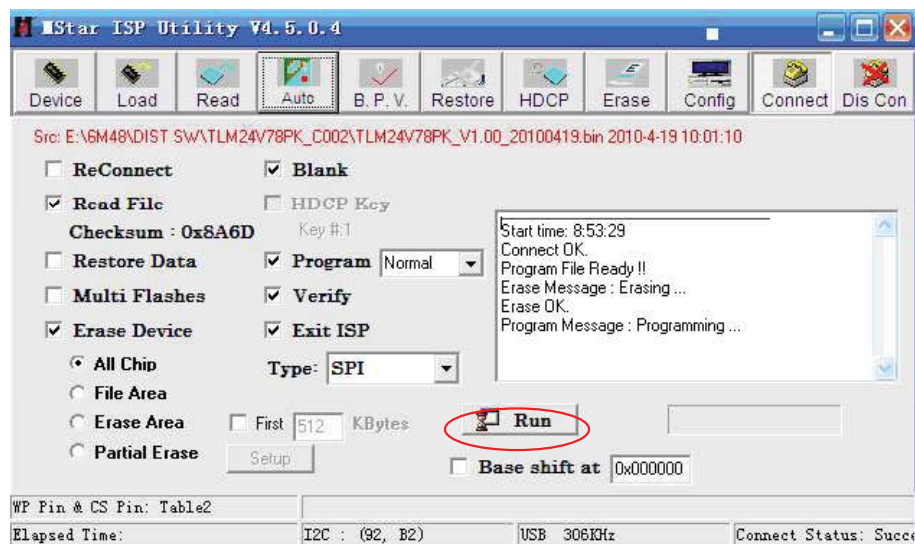 MStar ISP Utility V4.5.0.4
Device Load Read Auto B. P. V. Restore HDCP Erase Config Connect Dis Con
Src: E:\6M48\DIST SW\TLM24V78PK_C002\TLM24V78PK_V1.00_20100419.bin 2010-4-19 10:01:10
ReConnect
Blank
Read File
HDCP Key
Checksum : 0x8A6D
Key #:1
Restore Data
Program Normal
Multi Flashes
Verify
Erase Device
Exit ISP
All Chip
Type: SPI
File Area
Erase Area
First 512 KBytes
Partial Erase
Setup
Start time: 8:53:29
Connect OK.
Program File Ready !!
Erase Message : Erasing ...
Erase OK.
Program Message : Programming ...
Run
Base shift at 0x000000
WP Pin & CS Pin: Table2
Elapsed Time:
I2C : (92, B2)
USB 306KHz
Connect Status: Succe